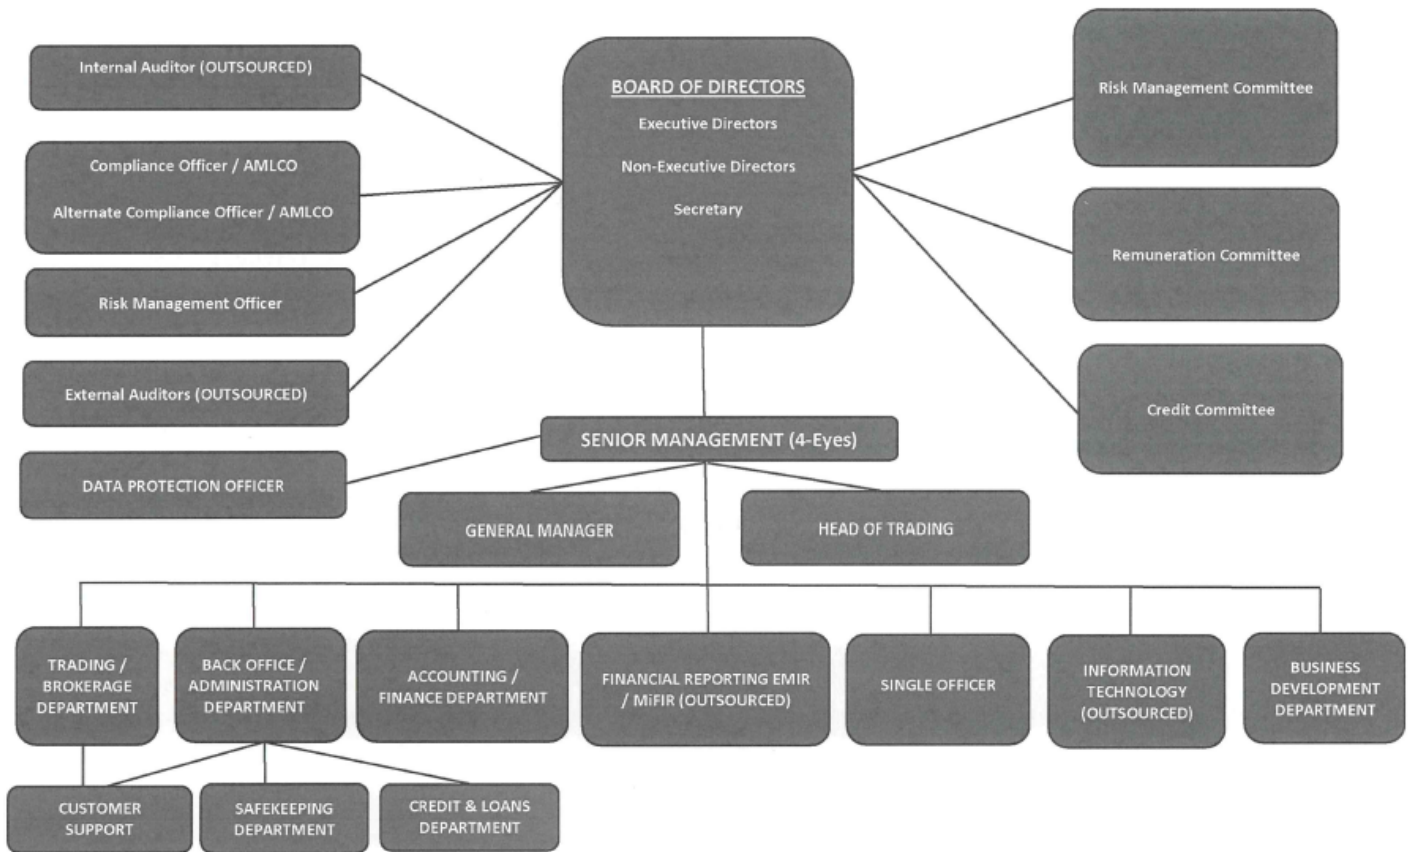 Internal Auditor (OUTSOURCED)
Compliance Officer / AMLCO
Alternate Compliance Officer / AMLCO
Risk Management Officer
External Auditors (OUTSOURCED)
DATA PROTECTION OFFICER
BOARD OF DIRECTORS
Executive Directors
Non-Executive Directors
Secretary
Risk Management Committee
Remuneration Committee
Credit Committee
SENIOR MANAGEMENT (4-Eyes)
GENERAL MANAGER
HEAD OF TRADING
TRADING /
BROKERAGE
DEPARTMENT
BACK OFFICE /
ADMINISTRATION
DEPARTMENT
ACCOUNTING /
FINANCE DEPARTMENT
FINANCIAL REPORTING EMIR
/ MiFIR (OUTSOURCED)
SINGLE OFFICER
INFORMATION
TECHNOLOGY
(OUTSOURCED)
BUSINESS
DEVELOPMENT
DEPARTMENT
CUSTOMER
SUPPORT
SAFEKEEPING
DEPARTMENT
CREDIT & LOANS
DEPARTMENT